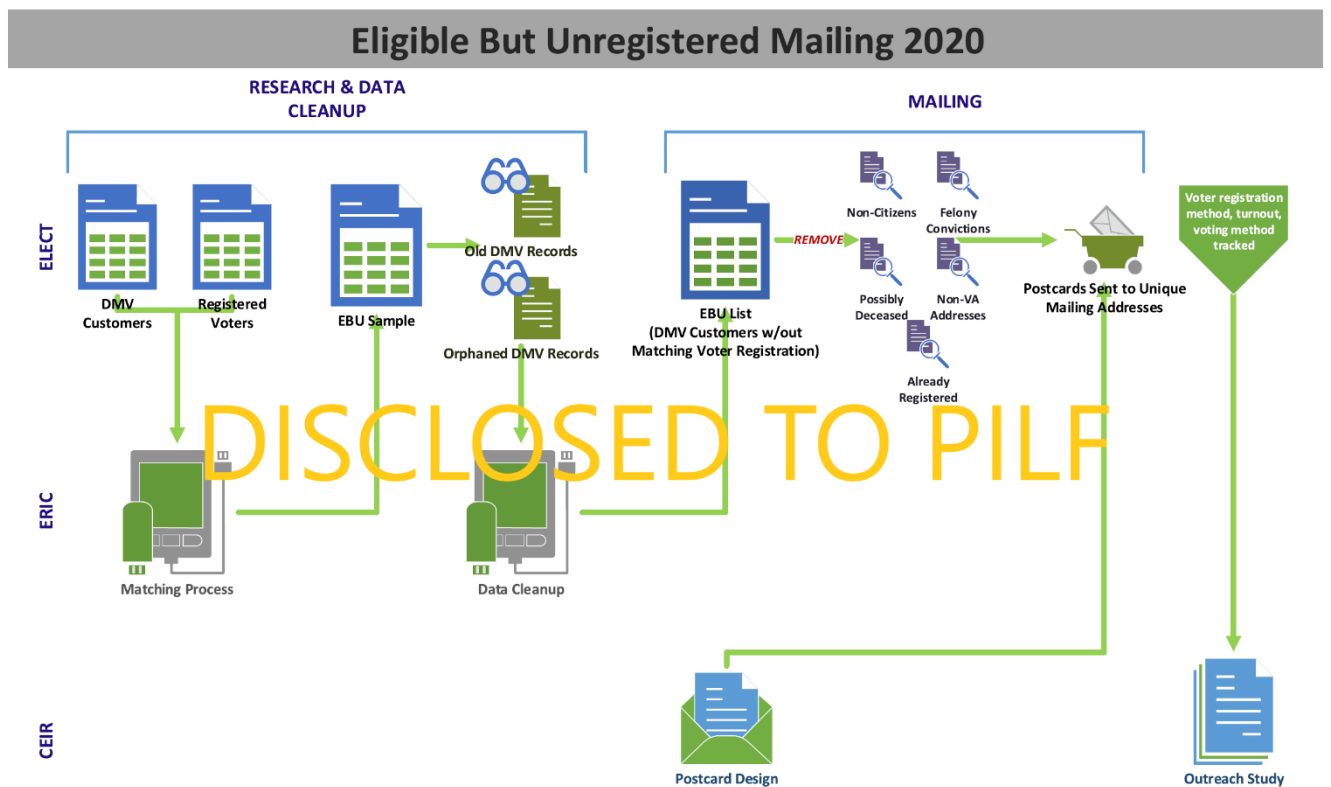 Eligible But Unregistered Mailing 2020
RESEARCH & DATA
CLEANUP
MAILING
ELECT
DMV
Customers
Registered
Voters
EBU Sample
Old DMV Records
Orphaned DMV Records
EBU List
(DMV Customers w/out
Matching Voter Registration)
REMOVE
Non-Citizens
Felony
Convictions
Possibly
Deceased
Non-VA
Addresses
Already
Registered
Postcards Sent to Unique
Mailing Addresses
Voter registration
method, turnout,
voting method
tracked
DISCLOSED TO PILF
ERIC
Matching Process
Data Cleanup
CEIR
Postcard Design
Outreach Study